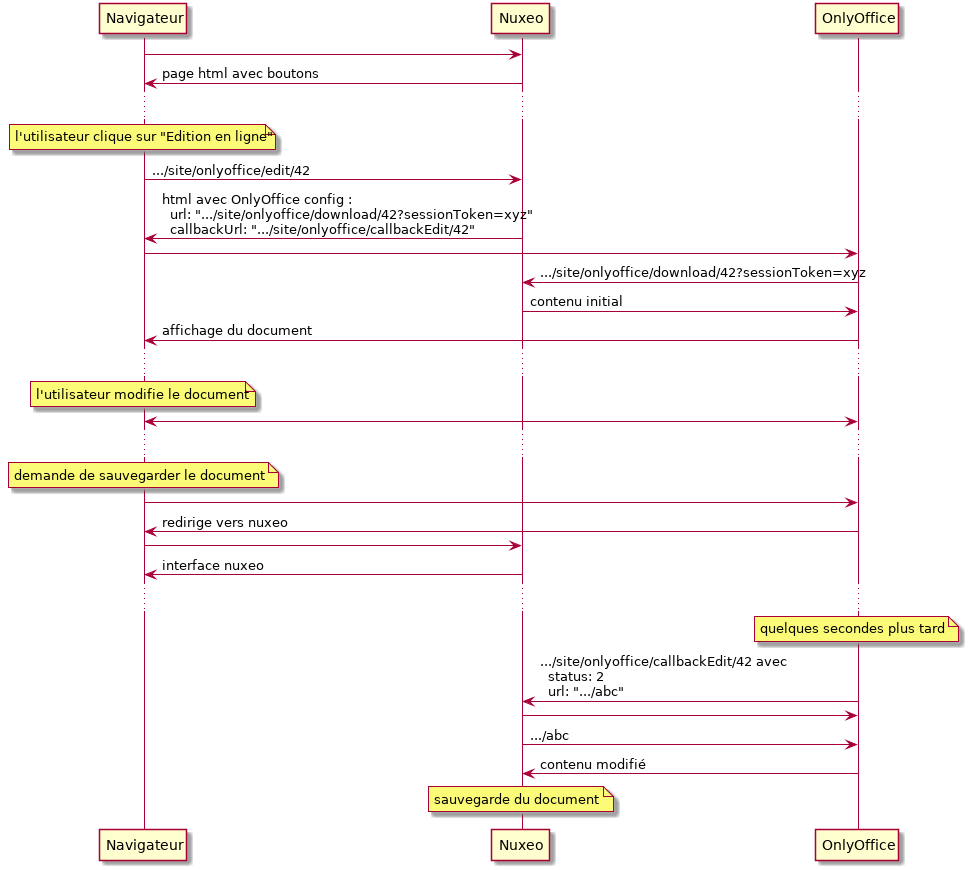 Navigateur Nuxeo OnlyOffice
page html avec boutons
l'utilisateur clique sur "Edition en ligne"
.../site/onlyoffice/edit/42
html avec OnlyOffice config :
url: ".../site/onlyoffice/download/42?sessionToken=xyz"
callbackUrl: ".../site/onlyoffice/callbackEdit/42"
.../site/onlyoffice/download/42?sessionToken=xyz
contenu initial
affichage du document
l'utilisateur modifie le document
demande de sauvegarder le document
redirige vers nuxeo
interface nuxeo
quelques secondes plus tard
.../site/onlyoffice/callbackEdit/42 avec
status: 2
url: ".../abc"
.../abc
contenu modifié
sauvegarde du document
Navigateur Nuxeo OnlyOffice